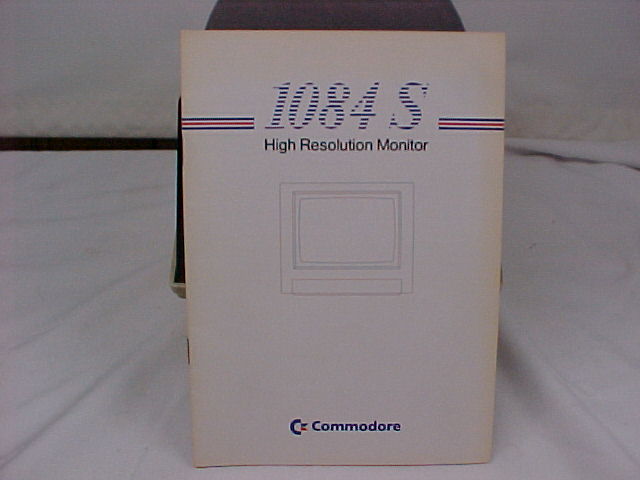 1084 S
High Resolution Monitor
Commodore